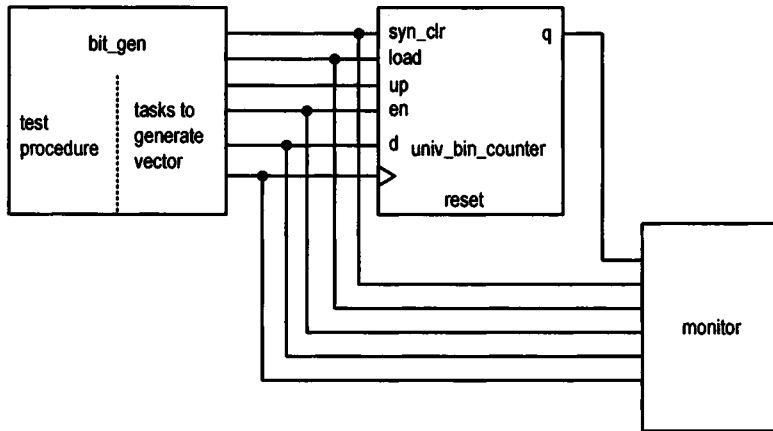 bit_gen
test
procedure
tasks to
generate
vector
syn_clr
q
load
up
en
d
univ_bin_counter
reset
monitor